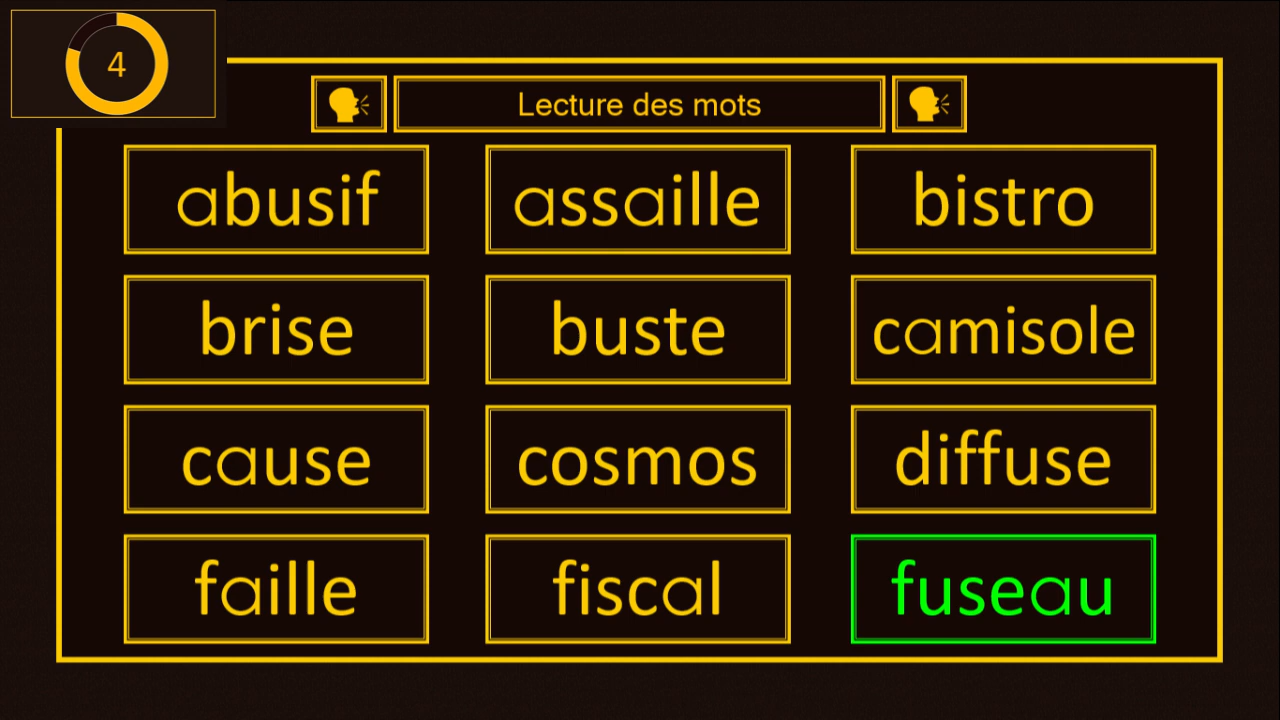 4
Lecture des mots
abusif assaille bistro
brise buste camisole
cause cosmos diffuse
faille fiscal fuseau